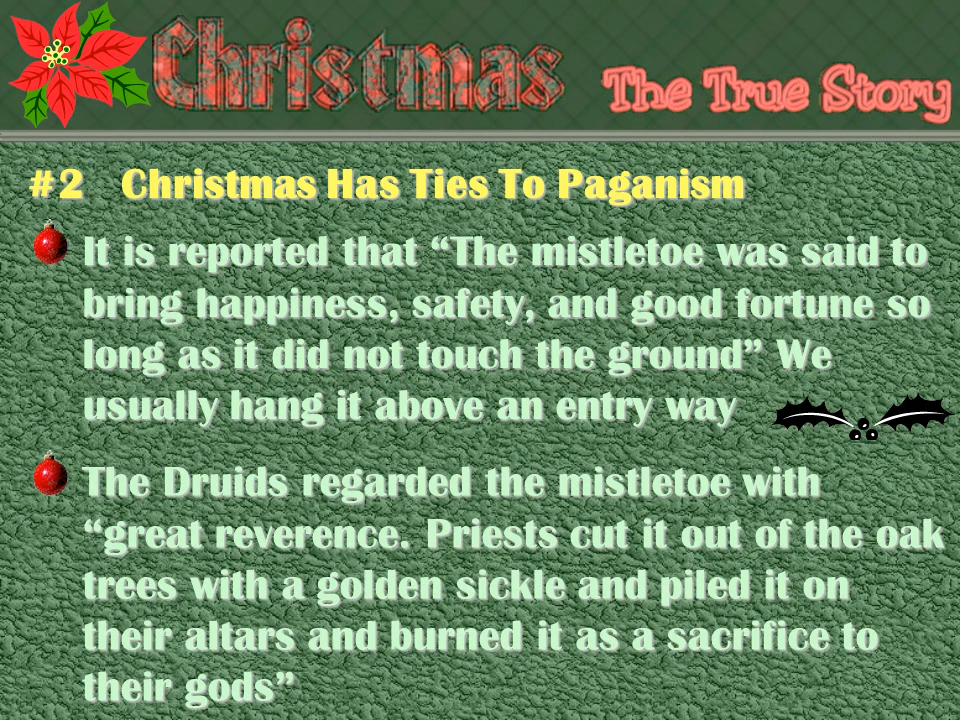 Christmas The True Story
#2 Christmas Has Ties To Paganism
It is reported that “The mistletoe was said to
bring happiness, safety, and good fortune so
long as it did not touch the ground” We
usually hang it above an entry way
The Druids regarded the mistletoe with
“great reverence. Priests cut it out of the oak
trees with a golden sickle and piled it on
their altars and burned it as a sacrifice to
their gods”